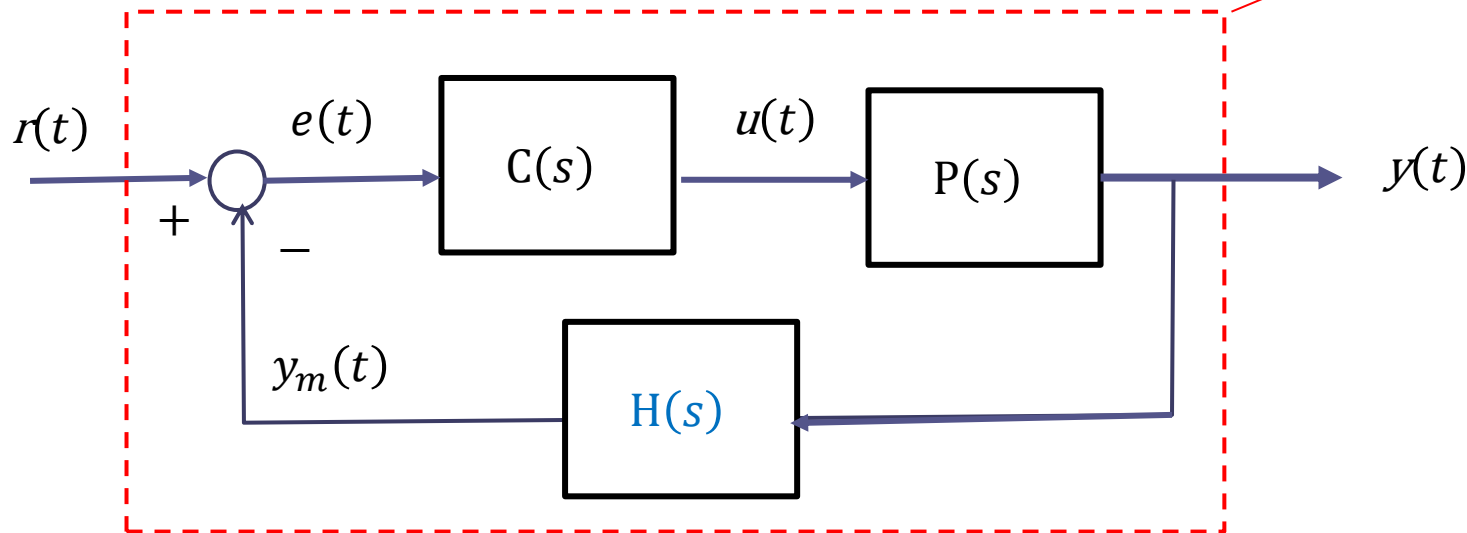 r(t)
e(t)
C(s)
u(t)
P(s)
y(t)
+
−
y_m(t)
H(s)